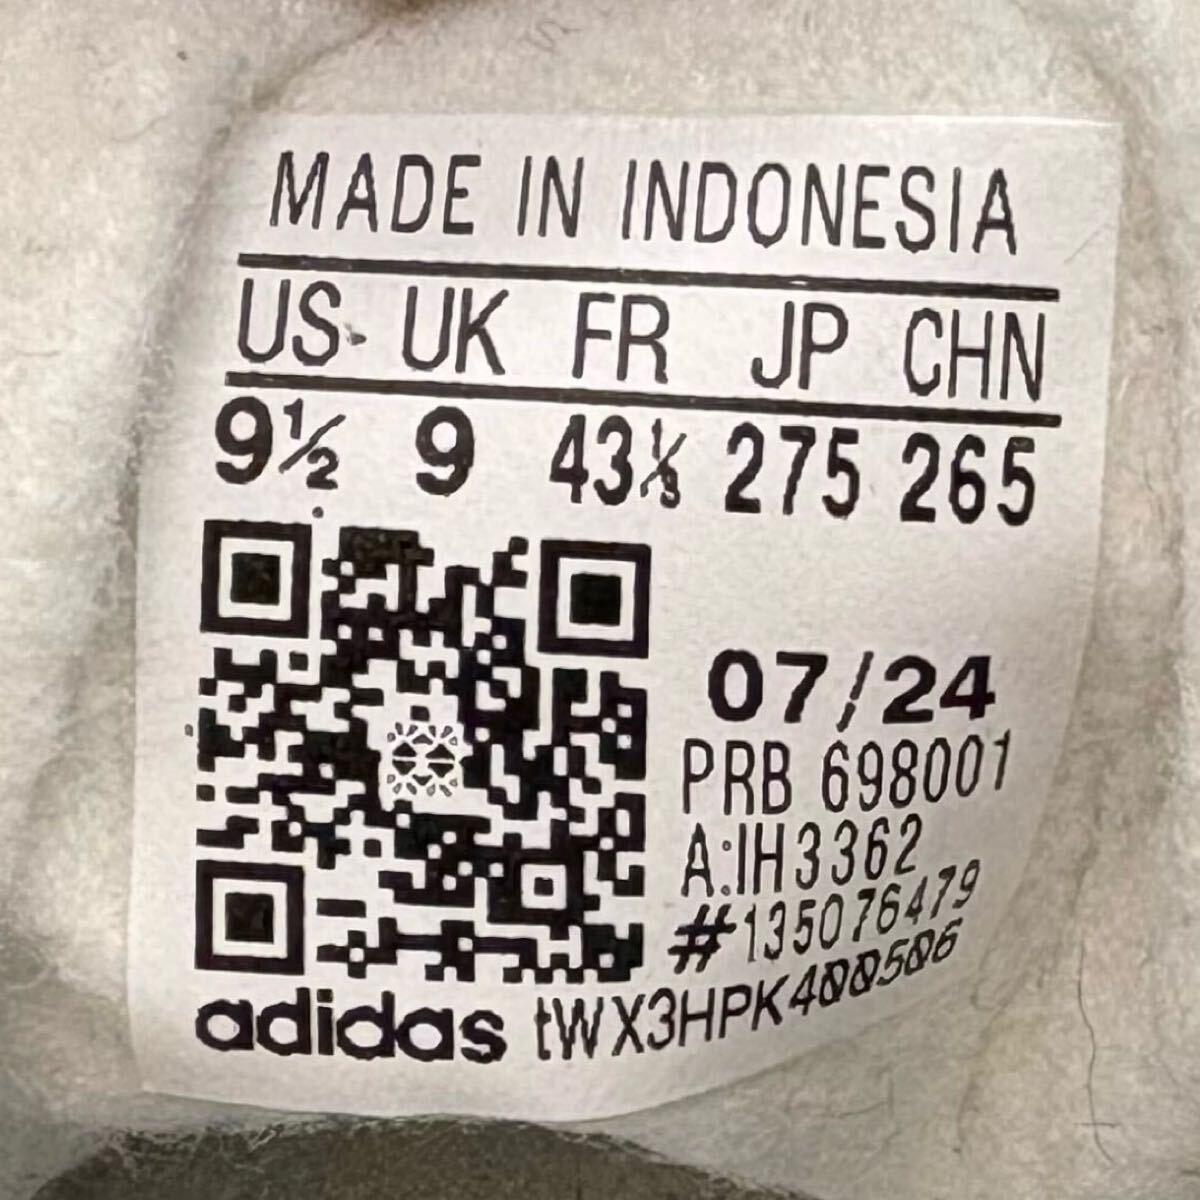 MADE IN INDONESIA
US UK FR JP CHN
9½ 9 43⅓ 275 265
07/24
PRB 698001
A:IH3362
#135076479
adidas tWX3HPK400506